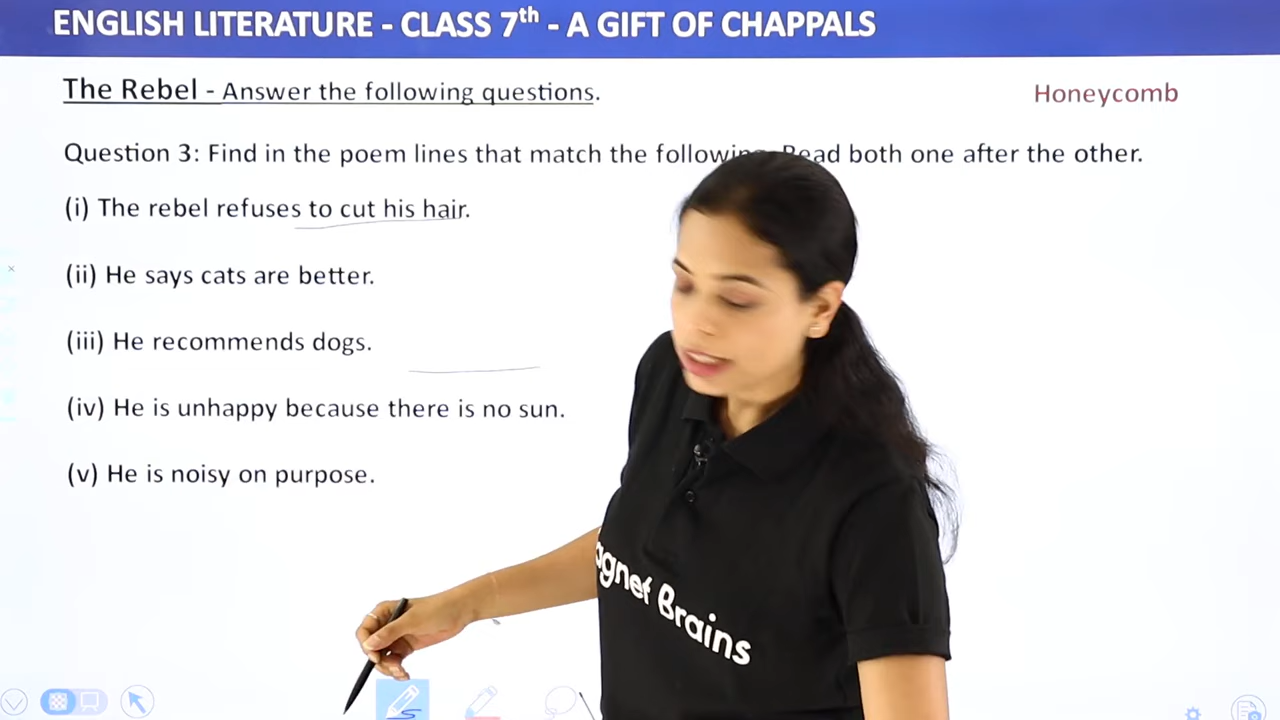 ENGLISH LITERATURE - CLASS 7th - A GIFT OF CHAPPALS
The Rebel - Answer the following questions.
Honeycomb
Question 3: Find in the poem lines that match the Read both one after the other.
(i) The rebel refuses to cut his hair.
(ii) He says cats are better.
(iii) He recommends dogs.
(iv) He is unhappy because there is no sun.
(v) He is noisy on purpose.
Brains